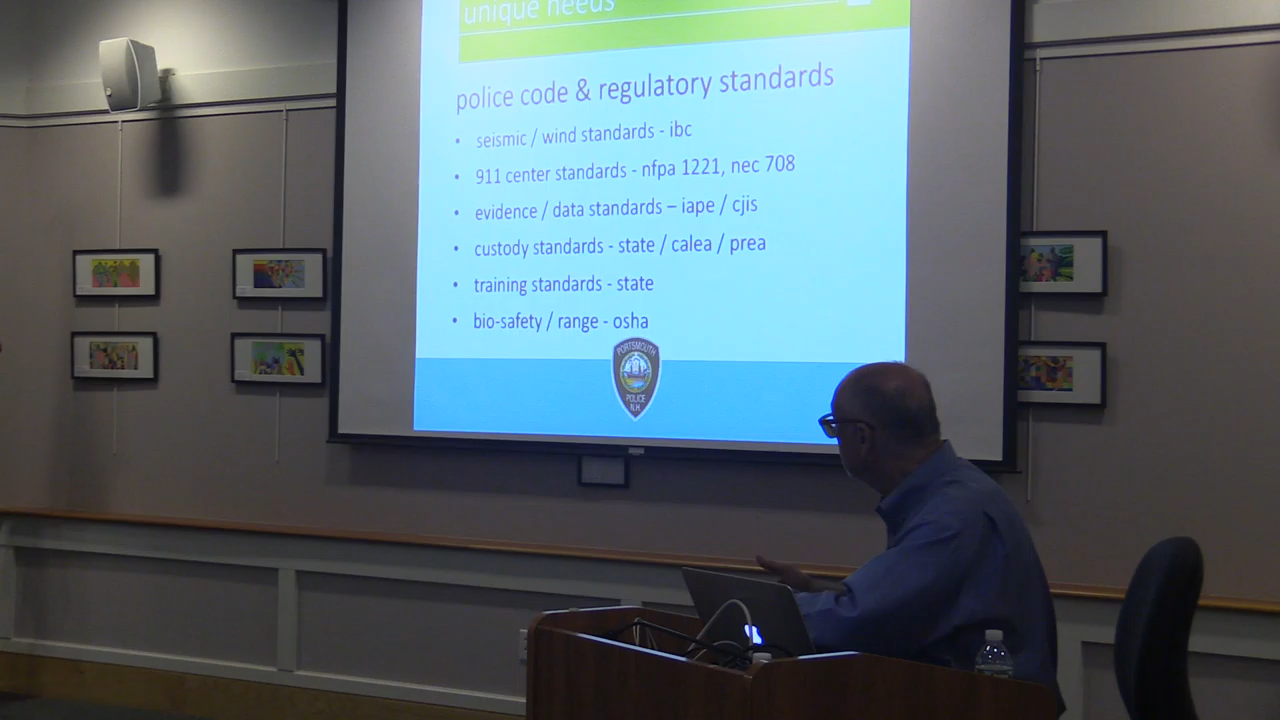 unique needs
police code & regulatory standards
• seismic / wind standards - ibc
• 911 center standards - nfpa 1221, nec 708
• evidence / data standards – iape / cjis
• custody standards - state / calea / prea
• training standards - state
• bio-safety / range - osha
PORTSMOUTH
POLICE
N.H.